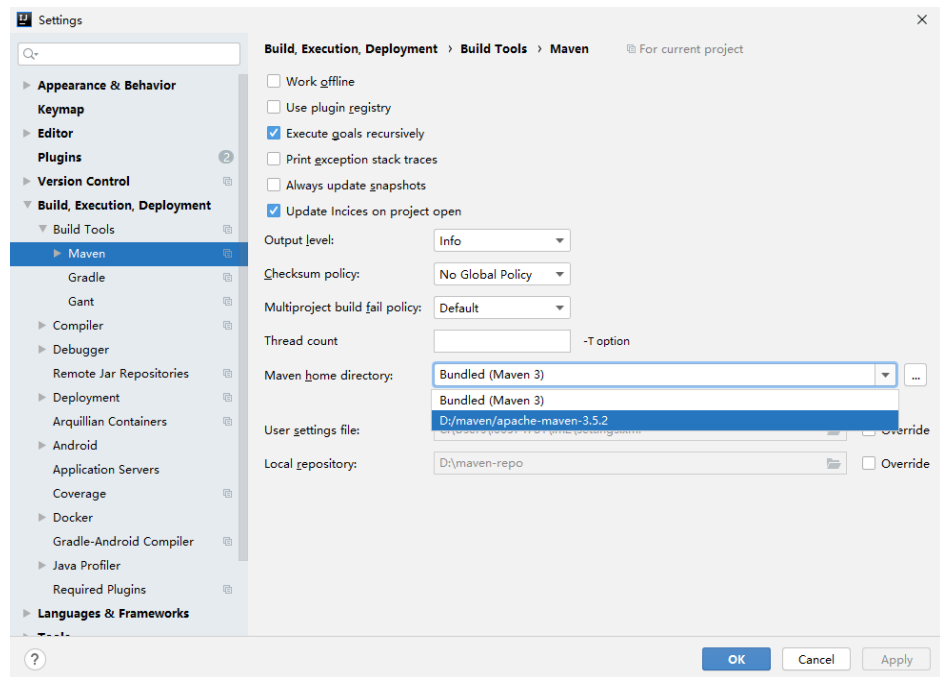 Settings
Build, Execution, Deployment › Build Tools › Maven For current project
Appearance & Behavior
Keymap
Editor
Plugins 2
Version Control
Build, Execution, Deployment
Build Tools
Maven
Gradle
Gant
Compiler
Debugger
Remote Jar Repositories
Deployment
Arquillian Containers
Android
Application Servers
Coverage
Docker
Gradle-Android Compiler
Java Profiler
Required Plugins
Languages & Frameworks
Work offline
Use plugin registry
Execute goals recursively
Print exception stack traces
Always update snapshots
Update Incices on project open
Output level: Info
Checksum policy: No Global Policy
Multiproject build fail policy: Default
Thread count -T option
Maven home directory: Bundled (Maven 3) ...
Bundled (Maven 3)
D:/maven/apache-maven-3.5.2
User settings file: Override
Local repository: D:\maven-repo Override
? OK Cancel Apply